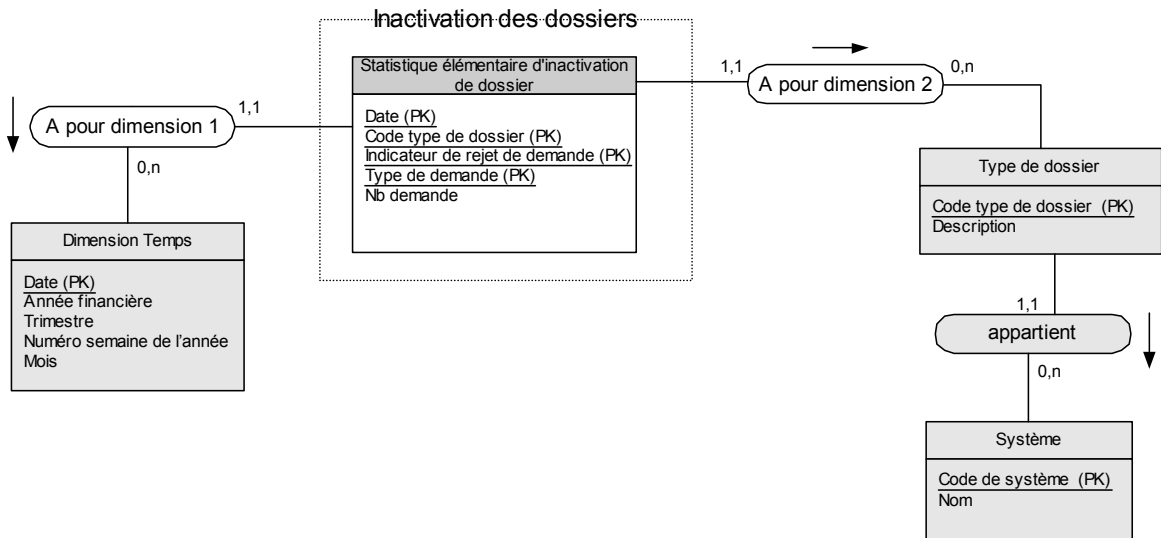 Inactivation des dossiers
Statistique élémentaire d'inactivation
de dossier
Date (PK)
Code type de dossier (PK)
Indicateur de rejet de demande (PK)
Type de demande (PK)
Nb demande
1,1
A pour dimension 1
0,n
Dimension Temps
Date (PK)
Année financière
Trimestre
Numéro semaine de l'année
Mois
1,1
A pour dimension 2
0,n
Type de dossier
Code type de dossier (PK)
Description
1,1
appartient
0,n
Système
Code de système (PK)
Nom